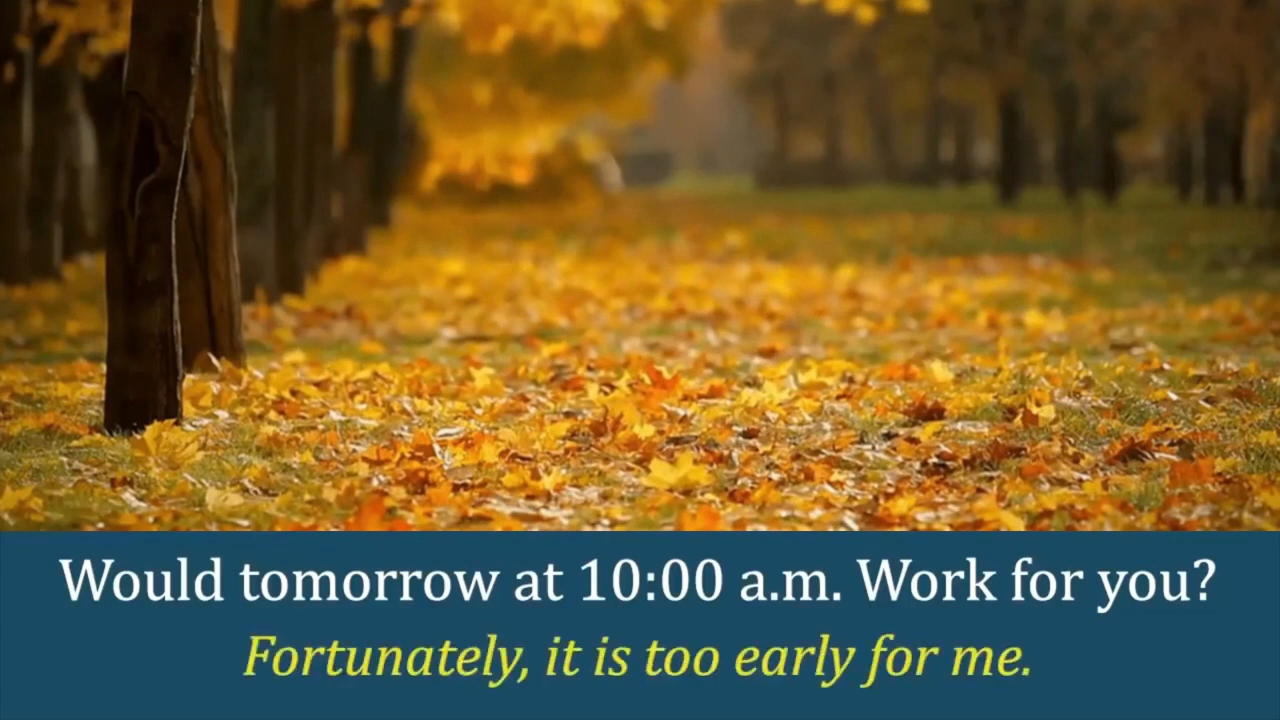 Would tomorrow at 10:00 a.m. Work for you?
Fortunately, it is too early for me.